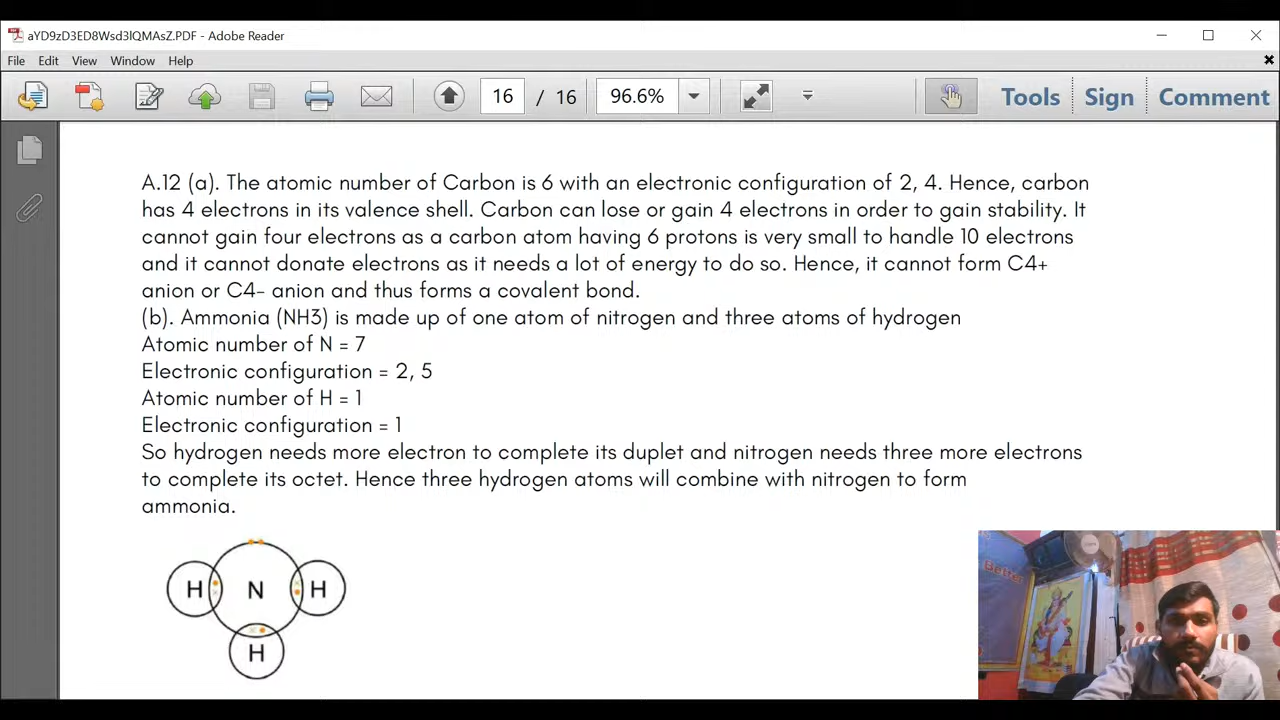 aYD9zD3ED8Wsd3lQMAsZ.PDF - Adobe Reader
File Edit View Window Help
16 / 16 96.6% Tools Sign Comment
A.12 (a). The atomic number of Carbon is 6 with an electronic configuration of 2, 4. Hence, carbon
has 4 electrons in its valence shell. Carbon can lose or gain 4 electrons in order to gain stability. It
cannot gain four electrons as a carbon atom having 6 protons is very small to handle 10 electrons
and it cannot donate electrons as it needs a lot of energy to do so. Hence, it cannot form C4+
anion or C4- anion and thus forms a covalent bond.
(b). Ammonia (NH3) is made up of one atom of nitrogen and three atoms of hydrogen
Atomic number of N = 7
Electronic configuration = 2, 5
Atomic number of H = 1
Electronic configuration = 1
So hydrogen needs more electron to complete its duplet and nitrogen needs three more electrons
to complete its octet. Hence three hydrogen atoms will combine with nitrogen to form
ammonia.
H N H
H
Better